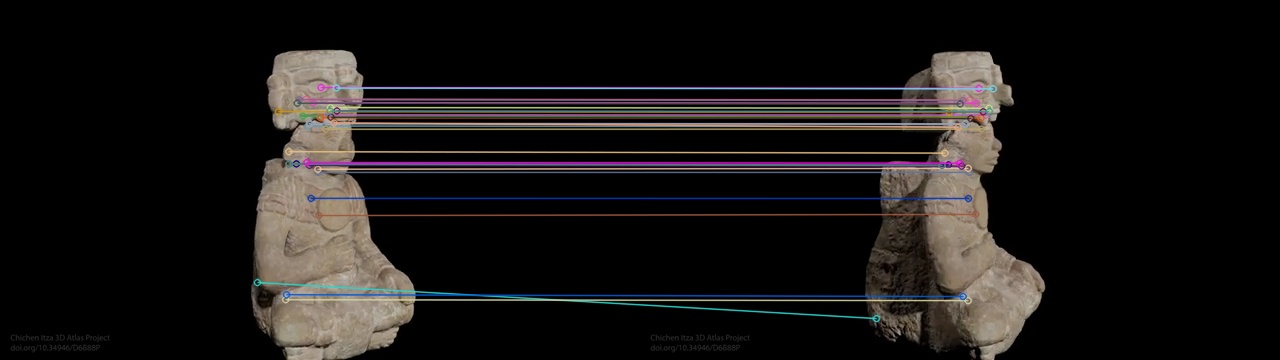 Chichen Itza 3D Atlas Project
doi.org/10.34946/D6B88P
Chichen Itza 3D Atlas Project
doi.org/10.34946/D6B88P